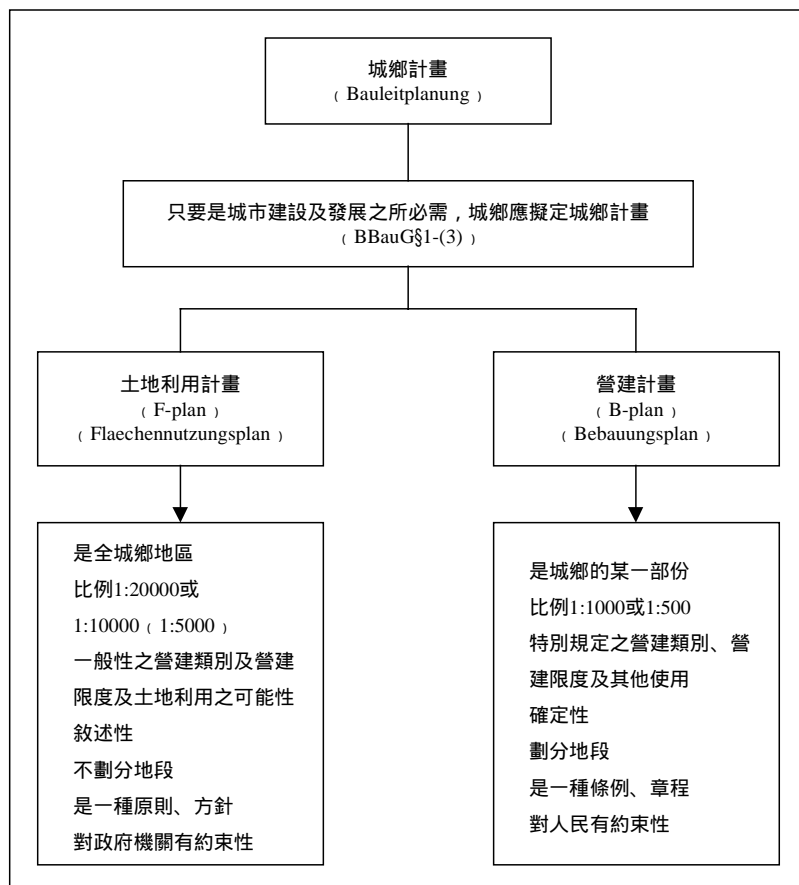 城鄉計畫
﹙Bauleitplanung﹚
只要是城市建設及發展之所必需，城鄉應擬定城鄉計畫
﹙BBauG§1-(3)﹚
土地利用計畫
﹙F-plan﹚
﹙Flaechennutzungsplan﹚
營建計畫
﹙B-plan﹚
﹙Bebauungsplan﹚
是全城鄉地區
比例1:20000或
1:10000﹙1:5000﹚
一般性之營建類別及營建
限度及土地利用之可能性
敘述性
不劃分地段
是一種原則、方針
對政府機關有約束性
是城鄉的某一部份
比例1:1000或1:500
特別規定之營建類別、營
建限度及其他使用
確定性
劃分地段
是一種條例、章程
對人民有約束性